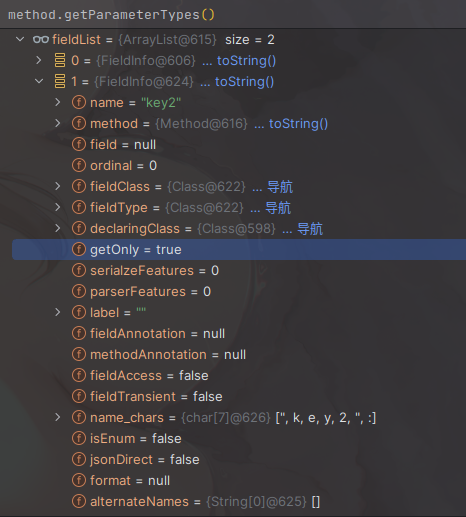 method.getParameterTypes()
fieldList = {ArrayList@615} size = 2
0 = {FieldInfo@606} ... toString()
1 = {FieldInfo@624} ... toString()
name = "key2"
method = {Method@616} ... toString()
field = null
ordinal = 0
fieldClass = {Class@622} ... 导航
fieldType = {Class@622} ... 导航
declaringClass = {Class@598} ... 导航
getOnly = true
serialzeFeatures = 0
parserFeatures = 0
label = ""
fieldAnnotation = null
methodAnnotation = null
fieldAccess = false
fieldTransient = false
name_chars = {char[7]@626} [", k, e, y, 2, ", :]
isEnum = false
jsonDirect = false
format = null
alternateNames = {String[0]@625} []